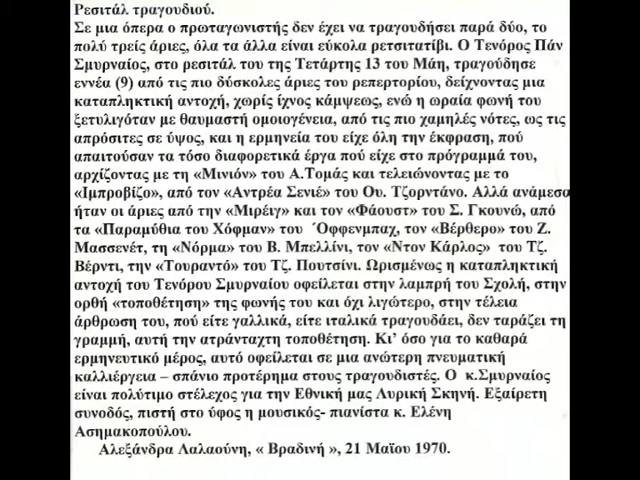 Ρεσιτάλ τραγουδιού.
Σε μια όπερα ο πρωταγωνιστής δεν έχει να τραγουδήσει παρά δύο, το
πολύ τρείς άριες, όλα τα άλλα είναι εύκολα ρετσιτατίβι. Ο Τενόρος Πάν
Σμυρναίος, στο ρεσιτάλ του της Τετάρτης 13 του Μάη, τραγούδησε
εννέα (9) από τις πιο δύσκολες άριες του ρεπερτορίου, δείχνοντας μια
καταπληκτική αντοχή, χωρίς ίχνος κάμψεως, ενώ η ωραία φωνή του
ξετυλιγόταν με θαυμαστή ομοιογένεια, από τις πιο χαμηλές νότες, ως τις
απρόσιτες σε ύψος, και η ερμηνεία του είχε όλη την έκφραση, πού
απαιτούσαν τα τόσο διαφορετικά έργα πού είχε στο πρόγραμμά του,
αρχίζοντας με τη «Μινιόν» του Α.Τομάς και τελειώνοντας με το
«Ιμπροβίζο», από τον «Αντρέα Σενιέ» του Ου. Τζορντάνο. Αλλά ανάμεσα
ήταν οι άριες από την «Μιρέιγ» και τον «Φάουστ» του Σ. Γκουνώ, από
τα «Παραμύθια του Χόφμαν» του ΄Οφφενμπαχ, τον «Βέρθερο» του Ζ.
Μασσενέτ, τη «Νόρμα» του Β. Μπελλίνι, τον «Ντον Κάρλος» του Τζ.
Βέρντι, την «Τουραντό» του Τζ. Πουτσίνι. Ωρισμένως η καταπληκτική
αντοχή του Τενόρου Σμυρναίου οφείλεται στην λαμπρή του Σχολή, στην
ορθή «τοποθέτηση» της φωνής του και όχι λιγώτερο, στην τέλεια
άρθρωση του, πού είτε γαλλικά, είτε ιταλικά τραγουδάει, δεν ταράζει τη
γραμμή, αυτή την ατράνταχτη τοποθέτηση. Κι’ όσο για το καθαρά
ερμηνευτικό μέρος, αυτό οφείλεται σε μια ανώτερη πνευματική
καλλιέργεια – σπάνιο προτέρημα στους τραγουδιστές. Ο κ.Σμυρναίος
είναι πολύτιμο στέλεχος για την Εθνική μας Λυρική Σκηνή. Εξαίρετη
συνοδός, πιστή στο ύφος η μουσικός- πιανίστα κ. Ελένη
Ασημακοπούλου.
Αλεξάνδρα Λαλαούνη, « Βραδινή », 21 Μαΐου 1970.